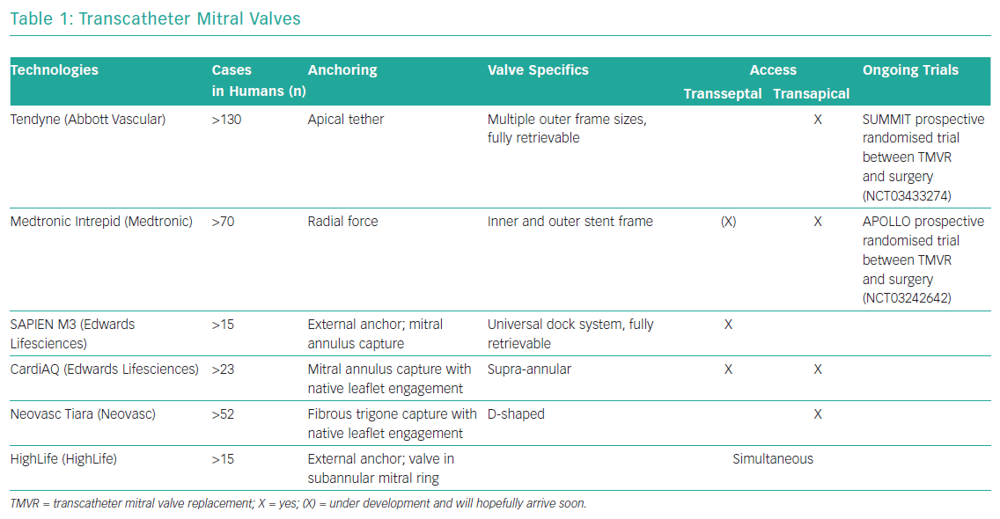 Table 1: Transcatheter Mitral Valves
Technologies Cases Anchoring Valve Specifics Access Ongoing Trials
in Humans (n) Transseptal Transapical
Tendyne (Abbott Vascular) >130 Apical tether Multiple outer frame sizes, X SUMMIT prospective
fully retrievable randomised trial
between TMVR
and surgery
(NCT03433274)
Medtronic Intrepid (Medtronic) >70 Radial force Inner and outer stent frame (X) X APOLLO prospective
randomised trial
between TMVR
and surgery
(NCT03242642)
SAPIEN M3 (Edwards >15 External anchor; mitral Universal dock system, fully X
Lifesciences) annulus capture retrievable
CardiAQ (Edwards Lifesciences) >23 Mitral annulus capture with Supra-annular X X
native leaflet engagement
Neovasc Tiara (Neovasc) >52 Fibrous trigone capture with D-shaped X
native leaflet engagement
HighLife (HighLife) >15 External anchor; valve in Simultaneous
subannular mitral ring
TMVR = transcatheter mitral valve replacement; X = yes; (X) = under development and will hopefully arrive soon.